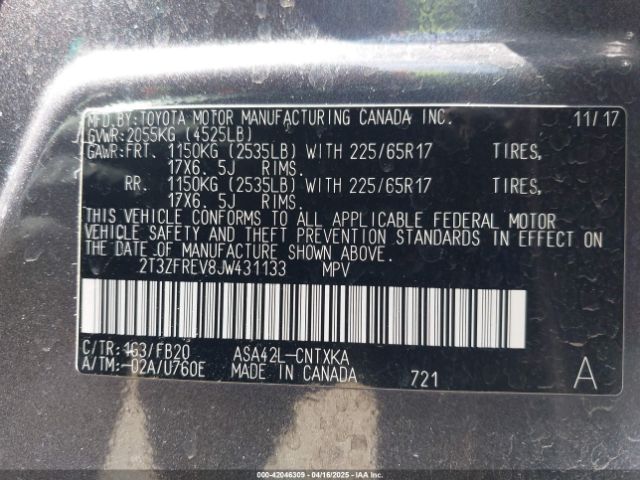 MFD.BY:TOYOTA MOTOR MANUFACTURING CANADA INC. 11/17
GVWR:2055KG (4525LB)
GAWR:FRT. 1150KG (2535LB) WITH 225/65R17 TIRES,
17X6. 5J RIMS.
RR. 1150KG (2535LB) WITH 225/65R17 TIRES,
17X6. 5J RIMS.
THIS VEHICLE CONFORMS TO ALL APPLICABLE FEDERAL MOTOR
VEHICLE SAFETY AND THEFT PREVENTION STANDARDS IN EFFECT ON
THE DATE OF MANUFACTURE SHOWN ABOVE.
2T3ZFREV8JW431133 MPV
C/TR:1G3/FB20 ASA42L-CNTXKA
A/TM:-02A/U760E MADE IN CANADA 721 A
000-42046309 - 04/16/2025 - IAAI.COM